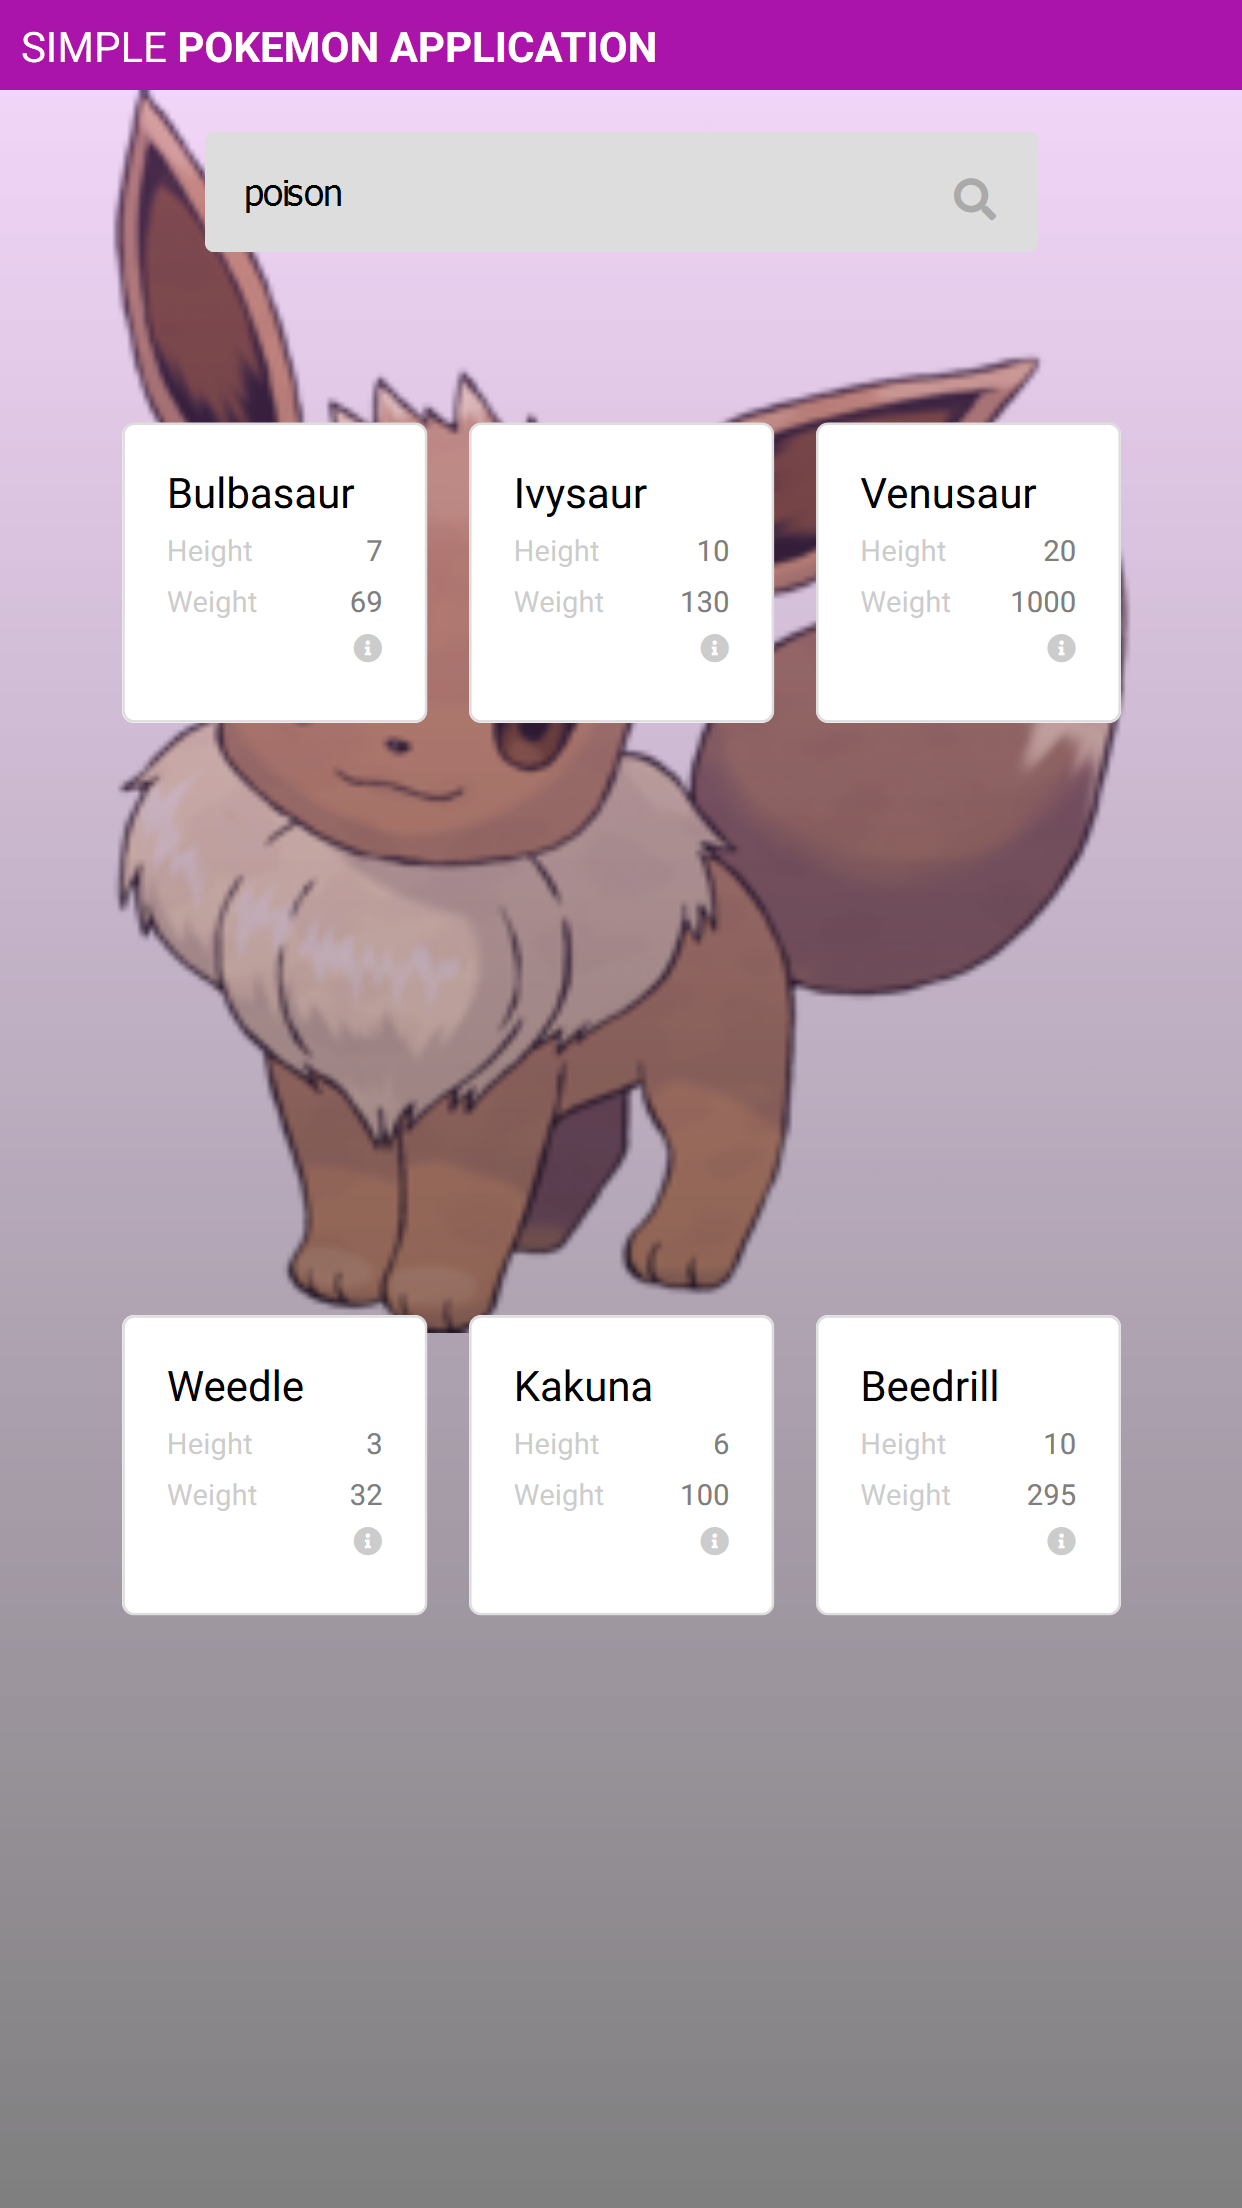 SIMPLE POKEMON APPLICATION
poison
Bulbasaur
Height 7
Weight 69
Ivysaur
Height 10
Weight 130
Venusaur
Height 20
Weight 1000
Weedle
Height 3
Weight 32
Kakuna
Height 6
Weight 100
Beedrill
Height 10
Weight 295